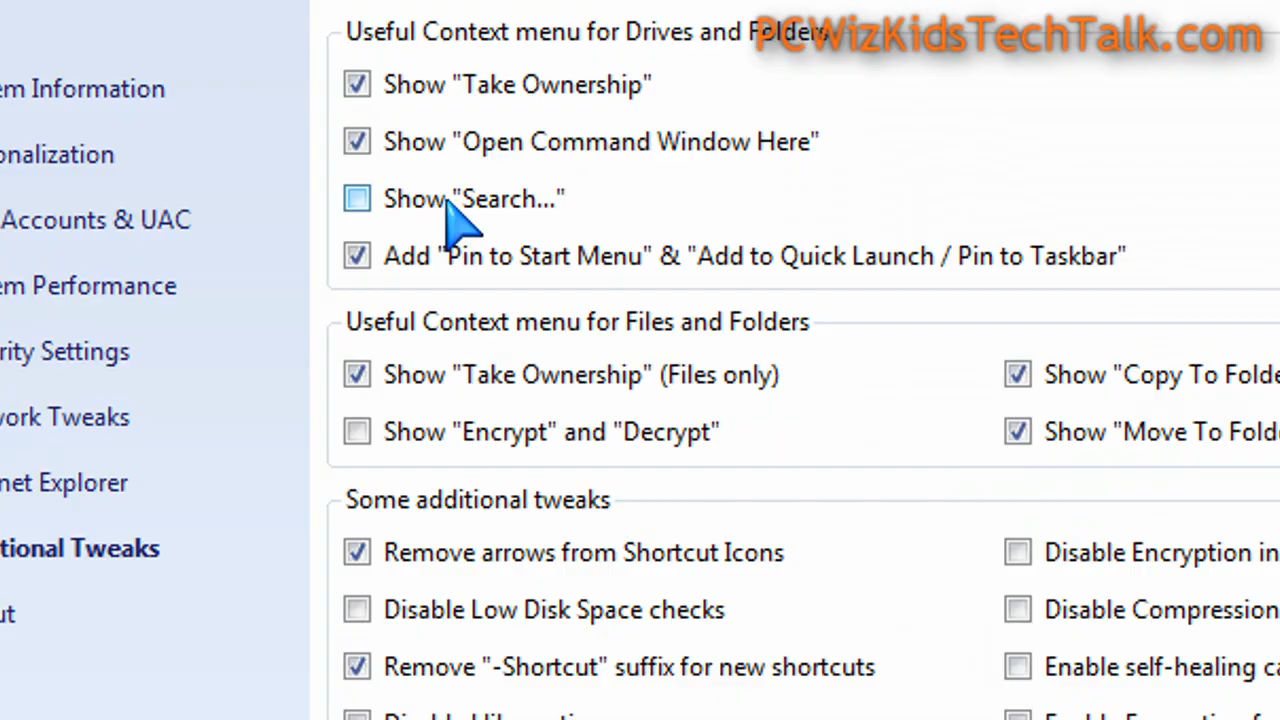 Useful Context menu for Drives and Folders
PCWizKidsTechTalk.com
Show "Take Ownership"
em Information
Show "Open Command Window Here"
onalization
Show "Search..."
Accounts & UAC
Add "Pin to Start Menu" & "Add to Quick Launch / Pin to Taskbar"
em Performance
Useful Context menu for Files and Folders
rity Settings
Show "Take Ownership" (Files only)
Show "Copy To Folde
work Tweaks
Show "Encrypt" and "Decrypt"
Show "Move To Folde
net Explorer
Some additional tweaks
tional Tweaks
Remove arrows from Shortcut Icons
Disable Encryption in
Disable Low Disk Space checks
Disable Compression
ut
Remove "-Shortcut" suffix for new shortcuts
Enable self-healing ca